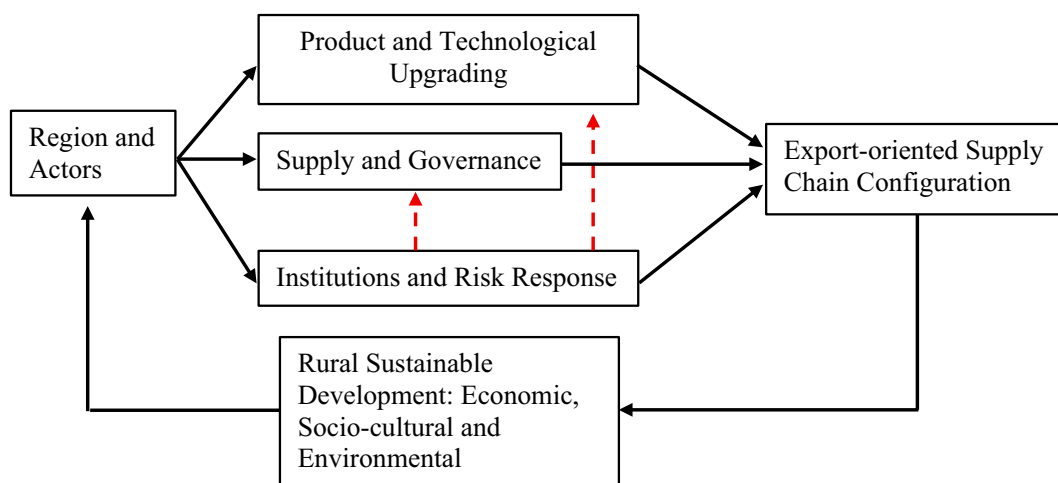 Product and Technological
Upgrading
Region and
Actors
Supply and Governance
Export-oriented Supply
Chain Configuration
Institutions and Risk Response
Rural Sustainable
Development: Economic,
Socio-cultural and
Environmental